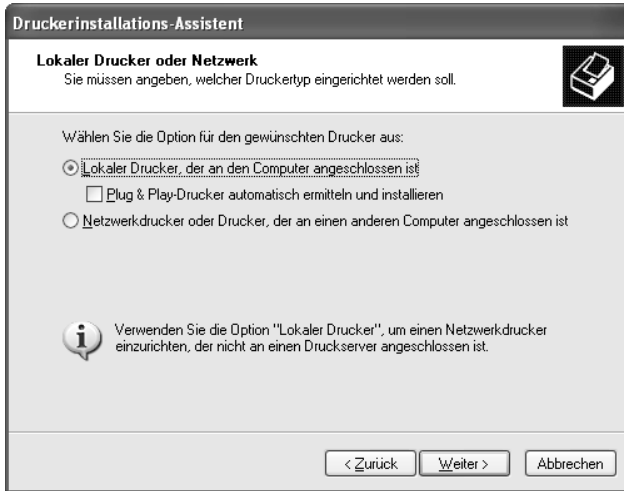 Druckerinstallations-Assistent
Lokaler Drucker oder Netzwerk
Sie müssen angeben, welcher Druckertyp eingerichtet werden soll.
Wählen Sie die Option für den gewünschten Drucker aus:
Lokaler Drucker, der an den Computer angeschlossen ist
Plug & Play-Drucker automatisch ermitteln und installieren
Netzwerkdrucker oder Drucker, der an einen anderen Computer angeschlossen ist
Verwenden Sie die Option "Lokaler Drucker", um einen Netzwerkdrucker
einzurichten, der nicht an einen Druckserver angeschlossen ist.
< Zurück Weiter > Abbrechen